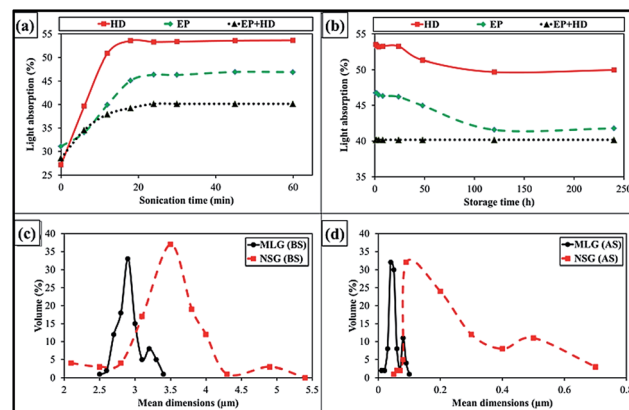 (a)
HD EP EP+HD
Light absorption (%)
55
50
45
40
35
30
25
0 20 40 60 80
Sonication time (min)
(b)
HD EP EP+HD
Light absorption (%)
55
50
45
40
35
0 50 100 150 200 250
Storage time (h)
(c)
MLG (BS)
NSG (BS)
Volume (%)
40
35
30
25
20
15
10
5
0
2 2.5 3 3.5 4 4.5 5 5.5
Mean dimensions (µm)
(d)
MLG (AS)
NSG (AS)
Volume (%)
40
35
30
25
20
15
10
5
0
0 0.2 0.4 0.6 0.8
Mean dimensions (µm)